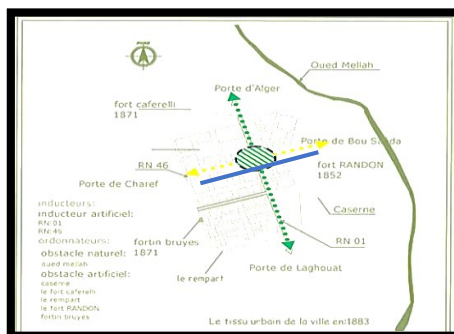 Oued Mellah
Porte d'Alger
fort caferelli
1871
Porte de Bou Saada
RN 46
fort RANDON
1852
Porte de Charef
inducteurs:
inducteur artificiel:
RN:01
RN:46
ordonnateurs:
obstacle naturel:
oued mellah
obstacle artificiel:
caserne
le fort caferelli
le rempart
le fort RANDON
fortin bruyes
Caserne
fortin bruyes
1871
RN 01
le rempart
Porte de Laghouat
Le tissu urbain de la ville en:1883